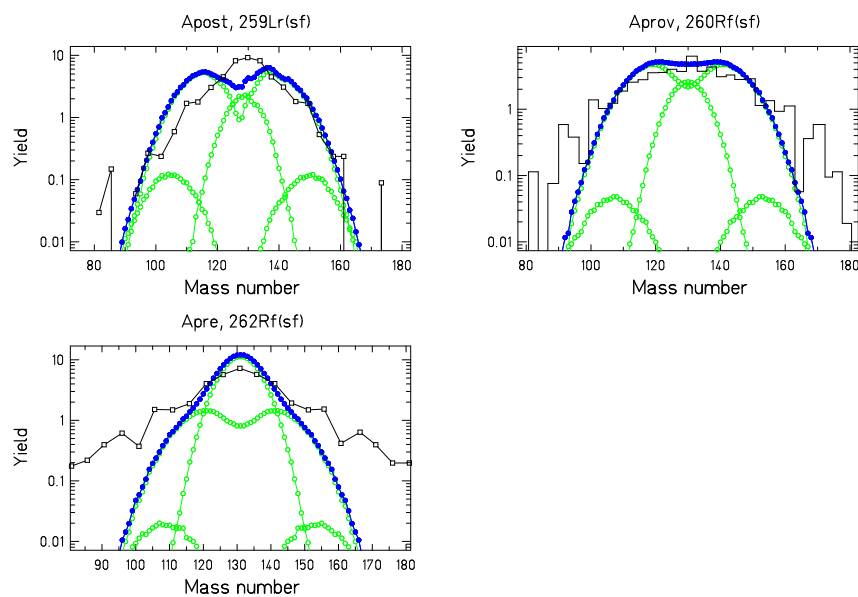 Apost, 259Lr(sf)
10
1
0.1
0.01
Yield
80 100 120 140 160 180
Mass number
Aprov, 260Rf(sf)
1
0.1
0.01
Yield
80 100 120 140 160 180
Mass number
Apre, 262Rf(sf)
10
1
0.1
0.01
Yield
90 100 110 120 130 140 150 160 170 180
Mass number